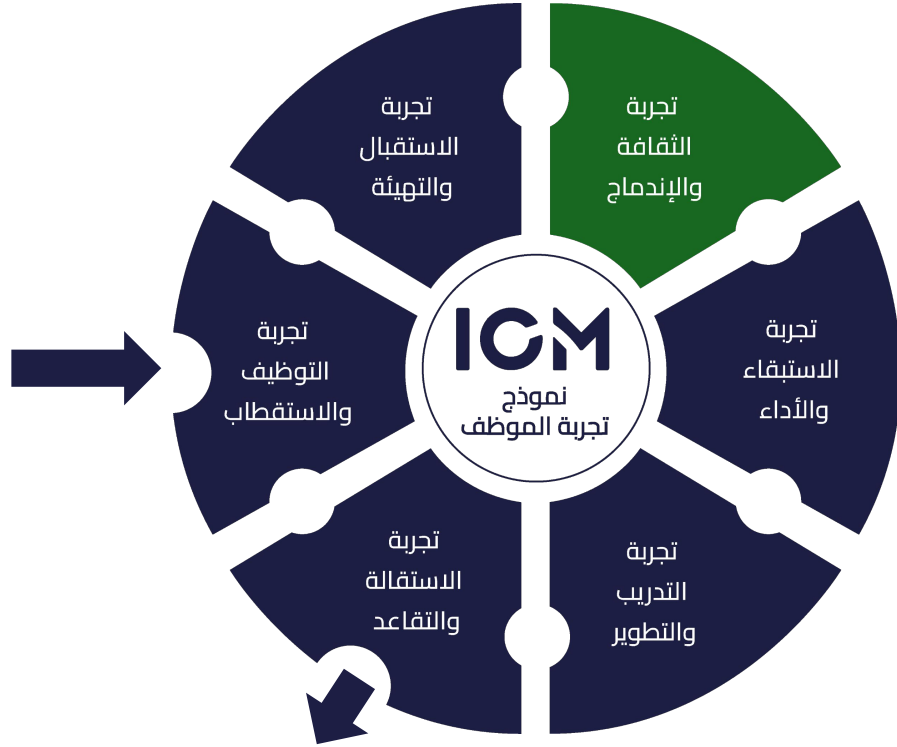 تجربة
الاستقبال
والتهيئة
تجربة
الثقافة
والإندماج
تجربة
التوظيف
والاستقطاب
ICM
نموذج
تجربة الموظف
تجربة
الاستبقاء
والأداء
تجربة
الاستقالة
والتقاعد
تجربة
التدريب
والتطوير